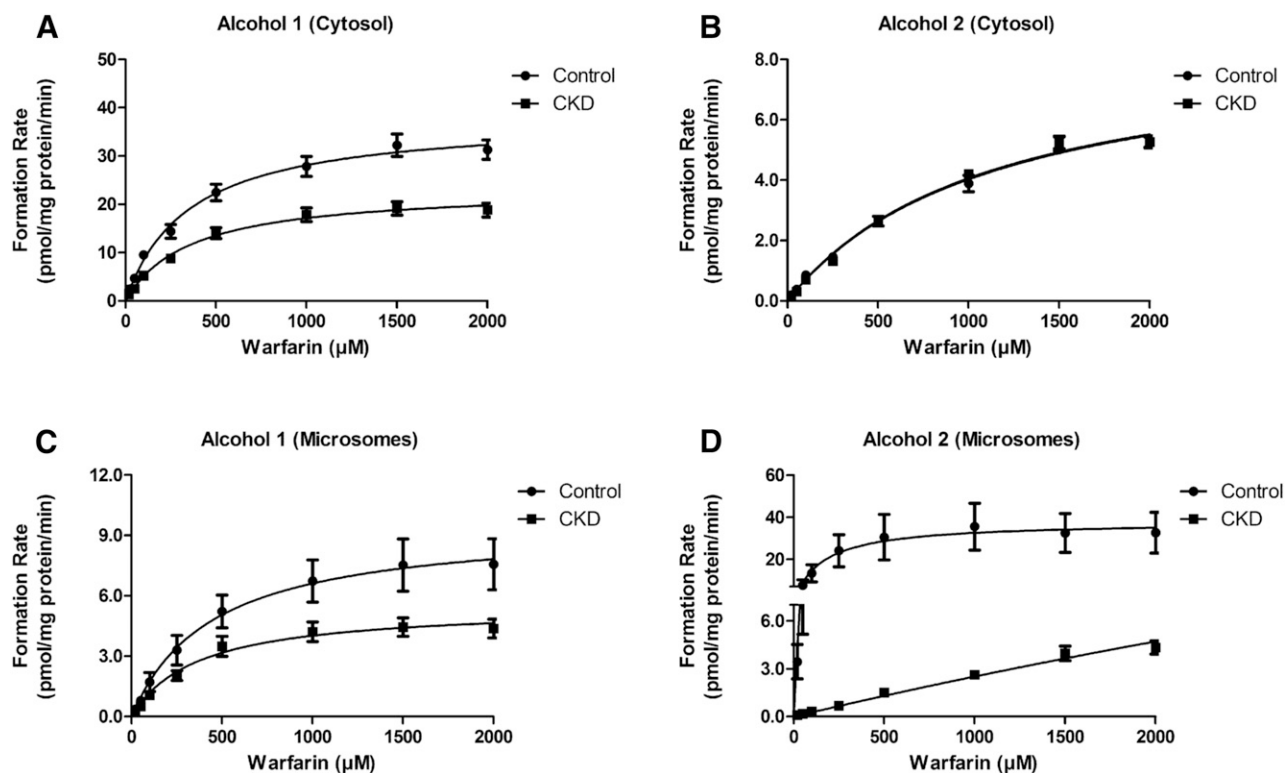 A
Alcohol 1 (Cytosol)
Formation Rate
(pmol/mg protein/min)
50
40
30
20
10
0
0 500 1000 1500 2000
Warfarin (µM)
Control
CKD
B
Alcohol 2 (Cytosol)
Formation Rate
(pmol/mg protein/min)
8.0
6.0
4.0
2.0
0.0
0 500 1000 1500 2000
Warfarin (µM)
Control
CKD
C
Alcohol 1 (Microsomes)
Formation Rate
(pmol/mg protein/min)
12.0
9.0
6.0
3.0
0.0
0 500 1000 1500 2000
Warfarin (µM)
Control
CKD
D
Alcohol 2 (Microsomes)
Formation Rate
(pmol/mg protein/min)
60
40
20
6.0
3.0
0.0
0 500 1000 1500 2000
Warfarin (µM)
Control
CKD